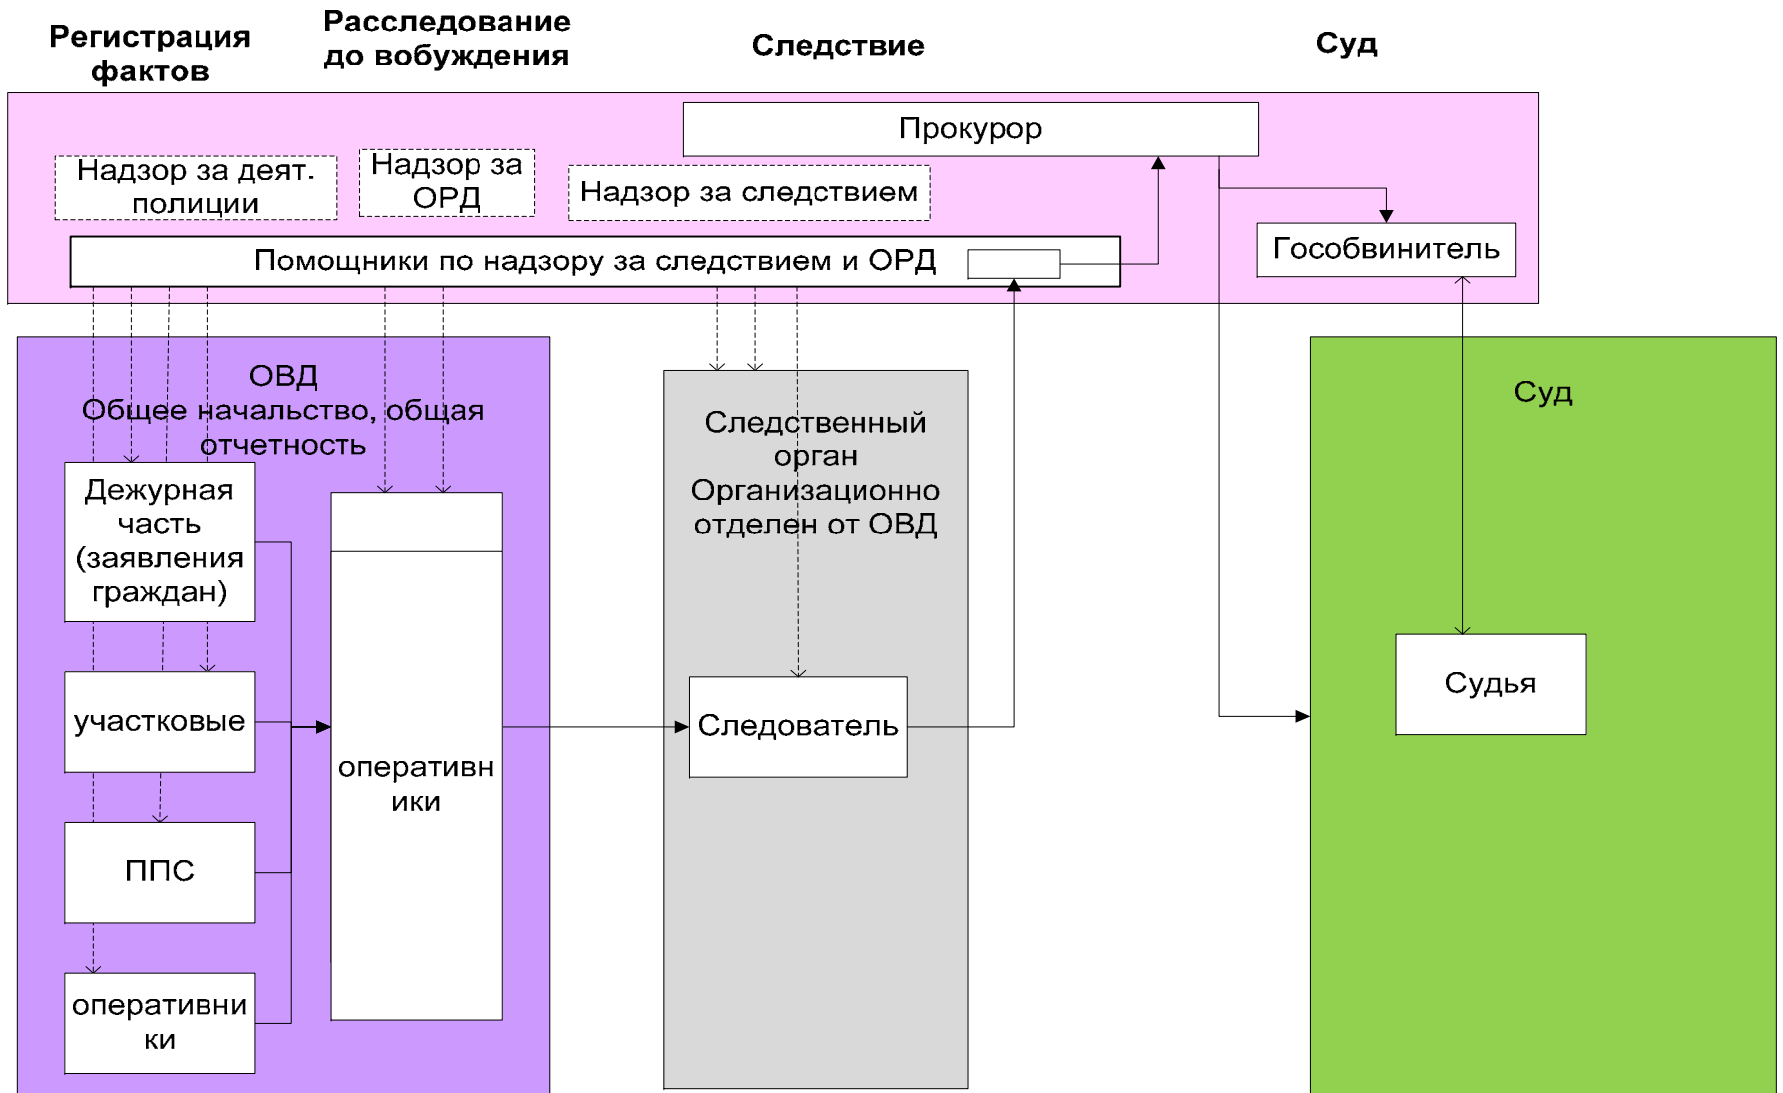 Регистрация
фактов
Расследование
до вобуждения
Следствие
Суд
Прокурор
Надзор за деят.
полиции
Надзор за
ОРД
Надзор за следствием
Гособвинитель
Помощники по надзору за следствием и ОРД
ОВД
Общее начальство, общая
отчетность
Дежурная
часть
(заявления
граждан)
участковые
ППС
оперативни
ки
оперативн
ики
Следственный
орган
Организационно
отделен от ОВД
Следователь
Суд
Судья